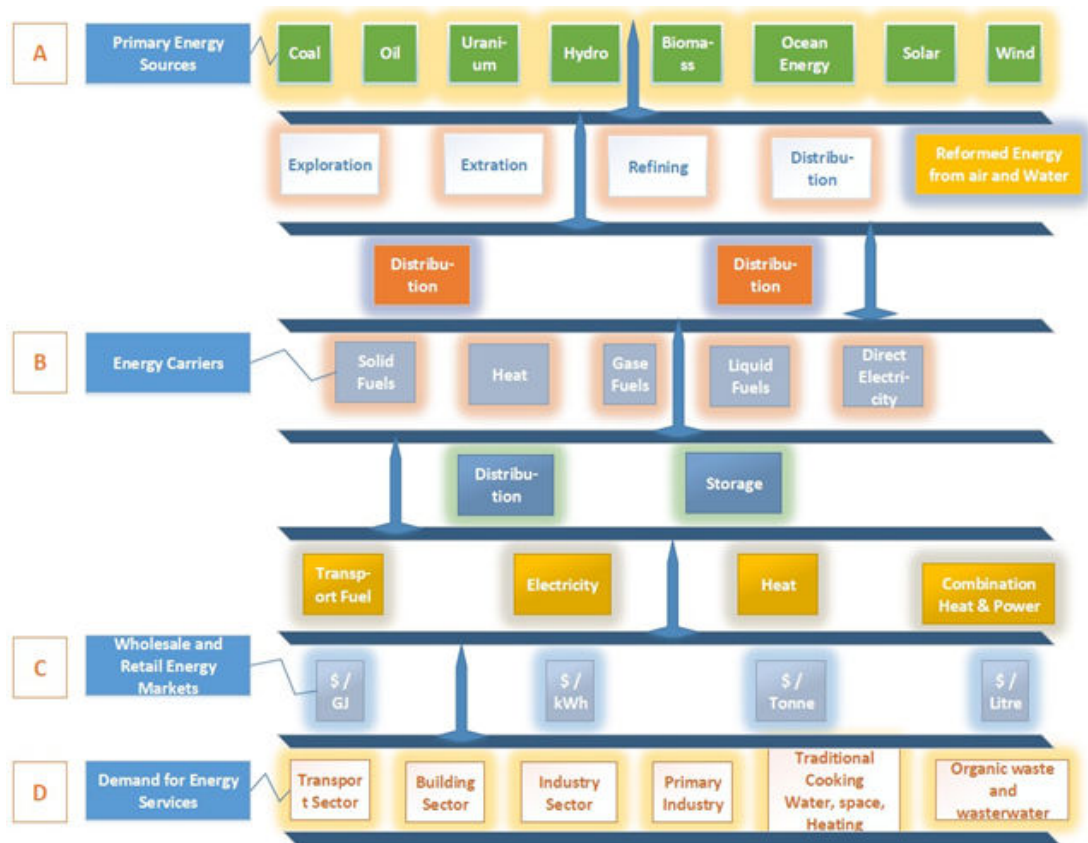 A
Primary Energy
Sources
Coal
Oil
Urani-
um
Hydro
Bioma-
ss
Ocean
Energy
Solar
Wind
Exploration
Extration
Refining
Distribu-
tion
Reformed Energy
from air and Water
Distribu-
tion
Distribu-
tion
B
Energy Carriers
Solid
Fuels
Heat
Gase
Fuels
Liquid
Fuels
Direct
Electri-
city
Distribu-
tion
Storage
Transp-
ort Fuel
Electricity
Heat
Combination
Heat & Power
C
Wholesale and
Retail Energy
Markets
$ /
GJ
$ /
kWh
$ /
Tonne
$ /
Litre
D
Demand for Energy
Services
Transpor
t Sector
Building
Sector
Industry
Sector
Primary
Industry
Traditional
Cooking
Water, space,
Heating
Organic waste
and
wasterwater